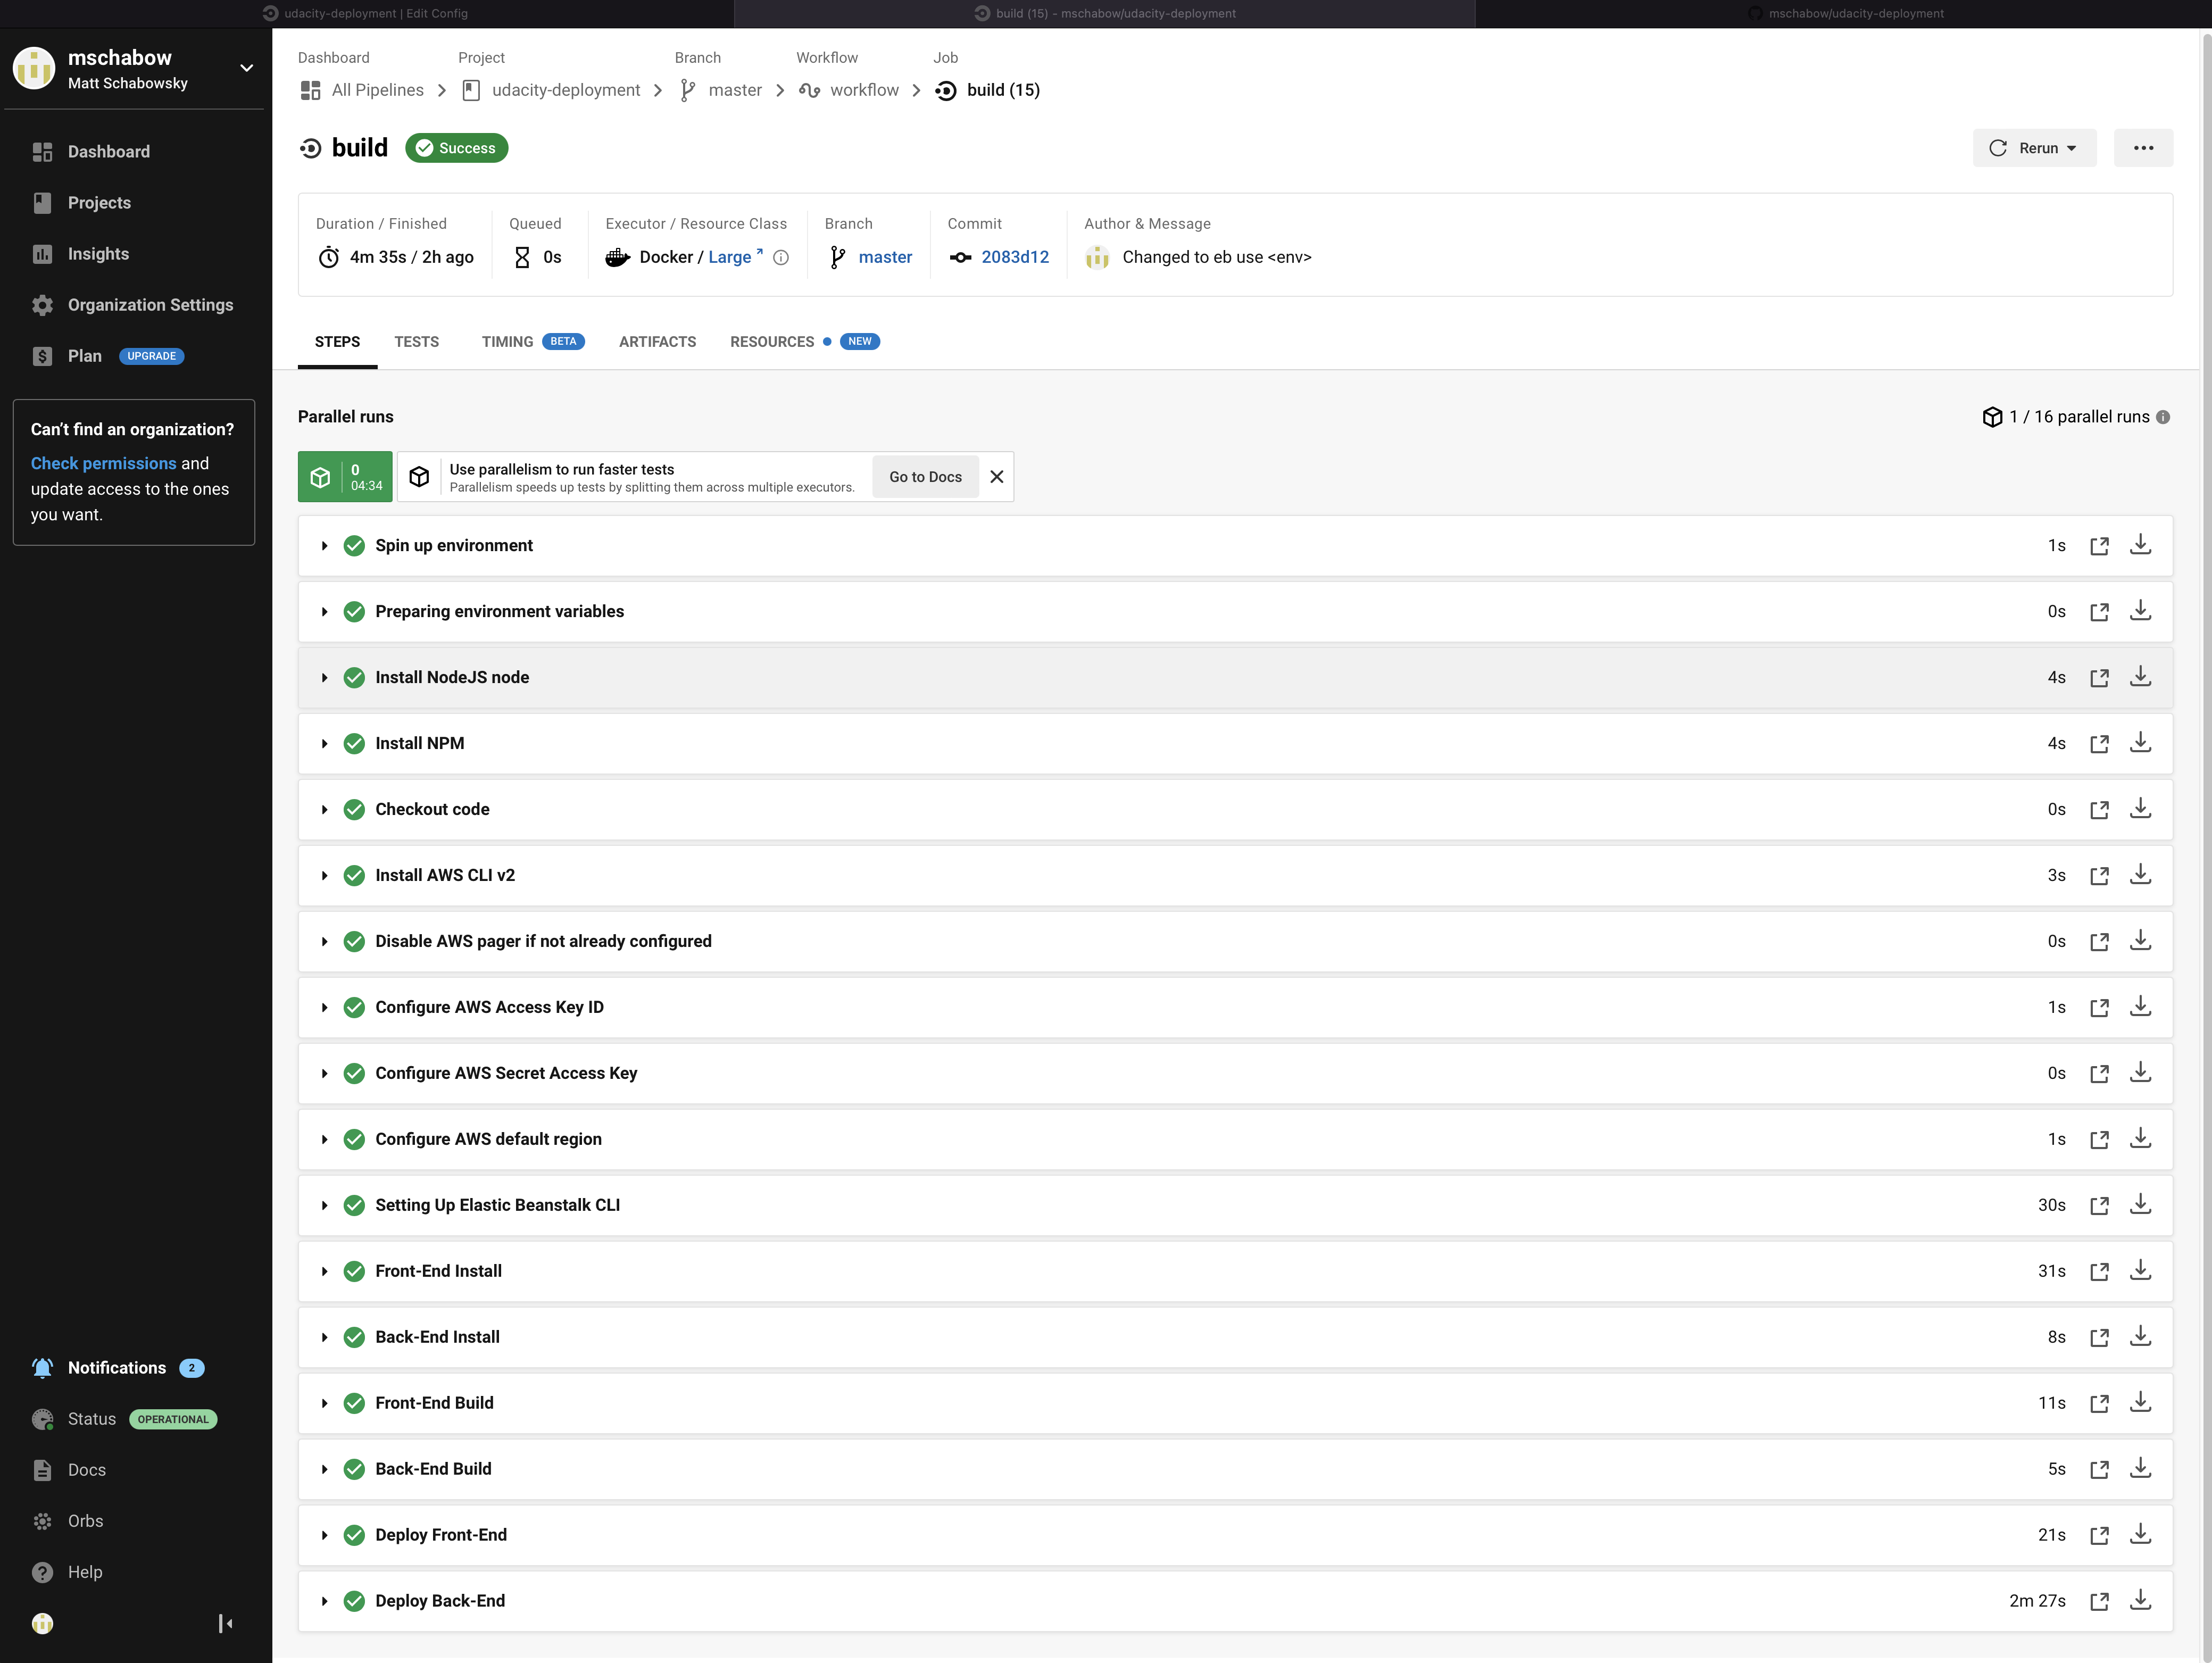 udacity-deployment | Edit Config
build (15) - mschabow/udacity-deployment
mschabow/udacity-deployment
mschabow
Matt Schabowsky
Dashboard
Projects
Insights
Organization Settings
Plan UPGRADE
Can't find an organization?
Check permissions and
update access to the ones
you want.
Notifications 2
Status OPERATIONAL
Docs
Orbs
Help
Dashboard Project Branch Workflow Job
All Pipelines udacity-deployment master workflow build (15)
build Success
Rerun
Duration / Finished Queued Executor / Resource Class Branch Commit Author & Message
4m 35s / 2h ago 0s Docker / Large master 2083d12 Changed to eb use <env>
STEPS TESTS TIMING BETA ARTIFACTS RESOURCES NEW
Parallel runs
1 / 16 parallel runs
0
04:34
Use parallelism to run faster tests
Parallelism speeds up tests by splitting them across multiple executors.
Go to Docs
Spin up environment 1s
Preparing environment variables 0s
Install NodeJS node 4s
Install NPM 4s
Checkout code 0s
Install AWS CLI v2 3s
Disable AWS pager if not already configured 0s
Configure AWS Access Key ID 1s
Configure AWS Secret Access Key 0s
Configure AWS default region 1s
Setting Up Elastic Beanstalk CLI 30s
Front-End Install 31s
Back-End Install 8s
Front-End Build 11s
Back-End Build 5s
Deploy Front-End 21s
Deploy Back-End 2m 27s